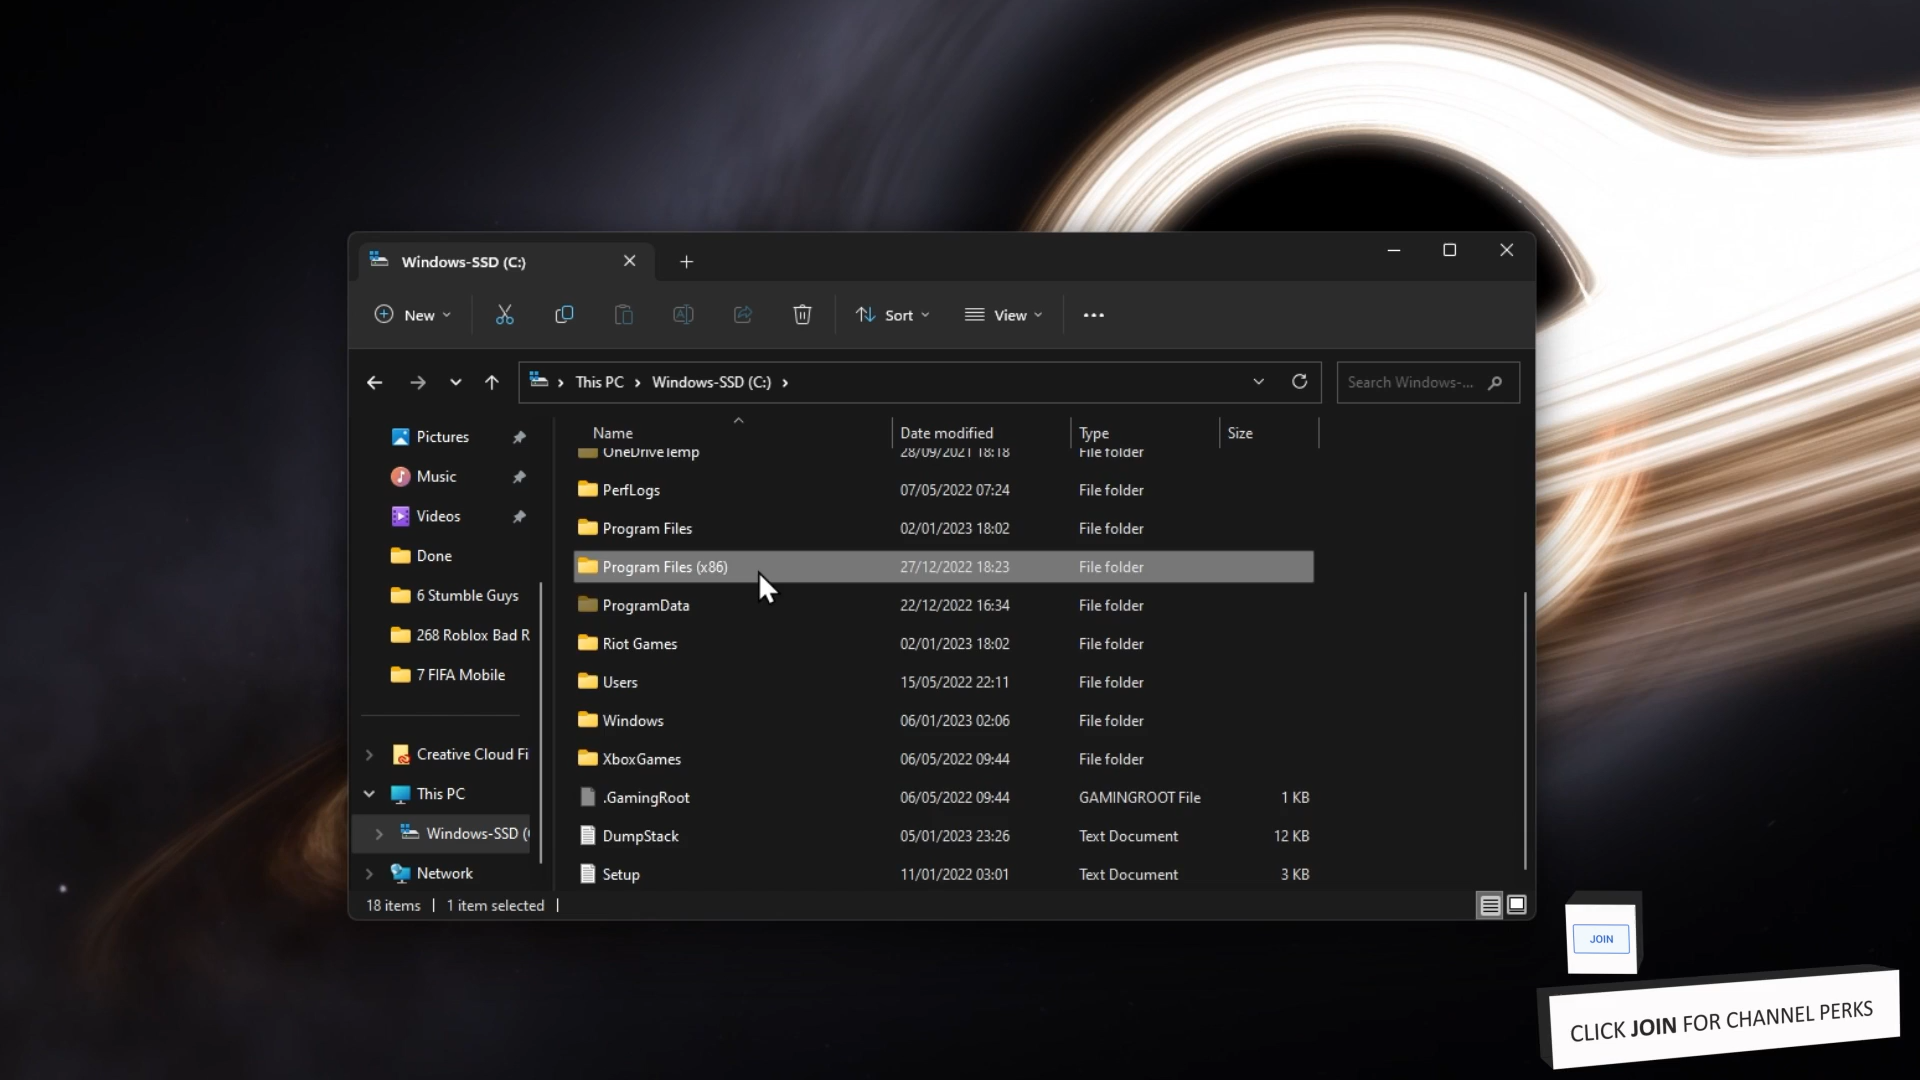 Windows-SSD (C:)
New
Sort
View
This PC
Windows-SSD (C:)
Search Windows-...
Name
Date modified
Type
Size
Pictures
Music
Videos
Done
6 Stumble Guys
268 Roblox Bad R
7 FIFA Mobile
Creative Cloud Fi
This PC
Windows-SSD (
Network
OneDriveTemp 28/09/2021 18:18 File folder
PerfLogs 07/05/2022 07:24 File folder
Program Files 02/01/2023 18:02 File folder
Program Files (x86) 27/12/2022 18:23 File folder
ProgramData 22/12/2022 16:34 File folder
Riot Games 02/01/2023 18:02 File folder
Users 15/05/2022 22:11 File folder
Windows 06/01/2023 02:06 File folder
XboxGames 06/05/2022 09:44 File folder
.GamingRoot 06/05/2022 09:44 GAMINGROOT File 1 KB
DumpStack 05/01/2023 23:26 Text Document 12 KB
Setup 11/01/2022 03:01 Text Document 3 KB
18 items
1 item selected
JOIN
CLICK JOIN FOR CHANNEL PERKS